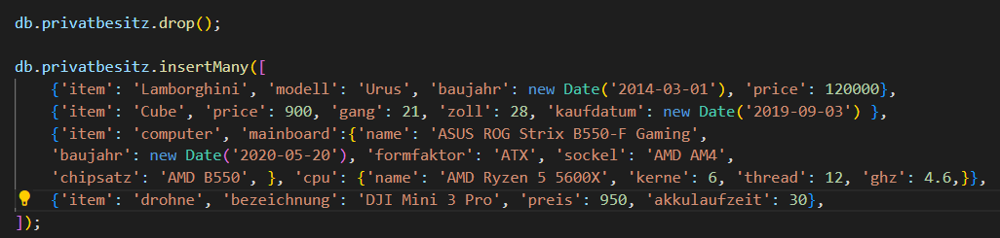 db.privatbesitz.drop();
db.privatbesitz.insertMany([
{'item': 'Lamborghini', 'modell': 'Urus', 'baujahr': new Date('2014-03-01'), 'price': 120000},
{'item': 'Cube', 'price': 900, 'gang': 21, 'zoll': 28, 'kaufdatum': new Date('2019-09-03') },
{'item': 'computer', 'mainboard':{'name': 'ASUS ROG Strix B550-F Gaming',
'baujahr': new Date('2020-05-20'), 'formfaktor': 'ATX', 'sockel': 'AMD AM4',
'chipsatz': 'AMD B550', }, 'cpu': {'name': 'AMD Ryzen 5 5600X', 'kerne': 6, 'thread': 12, 'ghz': 4.6,}},
{'item': 'drohne', 'bezeichnung': 'DJI Mini 3 Pro', 'preis': 950, 'akkulaufzeit': 30},
]);